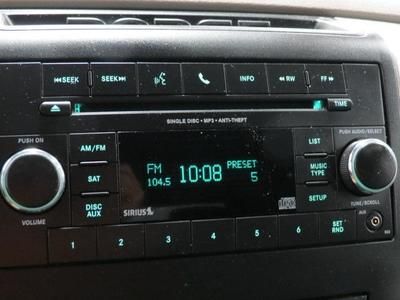 DODGE
SEEK SEEK INFO RW FF
TIME
SINGLE DISC • MP3 • ANTI-THEFT
PUSH ON
VOLUME
AM/FM
SAT
DISC
AUX
FM
104.5
10:08
PRESET
5
SIRIUS
LIST
MUSIC
TYPE
SETUP
PUSH AUDIO/SELECT
TUNE/SCROLL
1 2 3 4 5 6 SET
RND
AUX